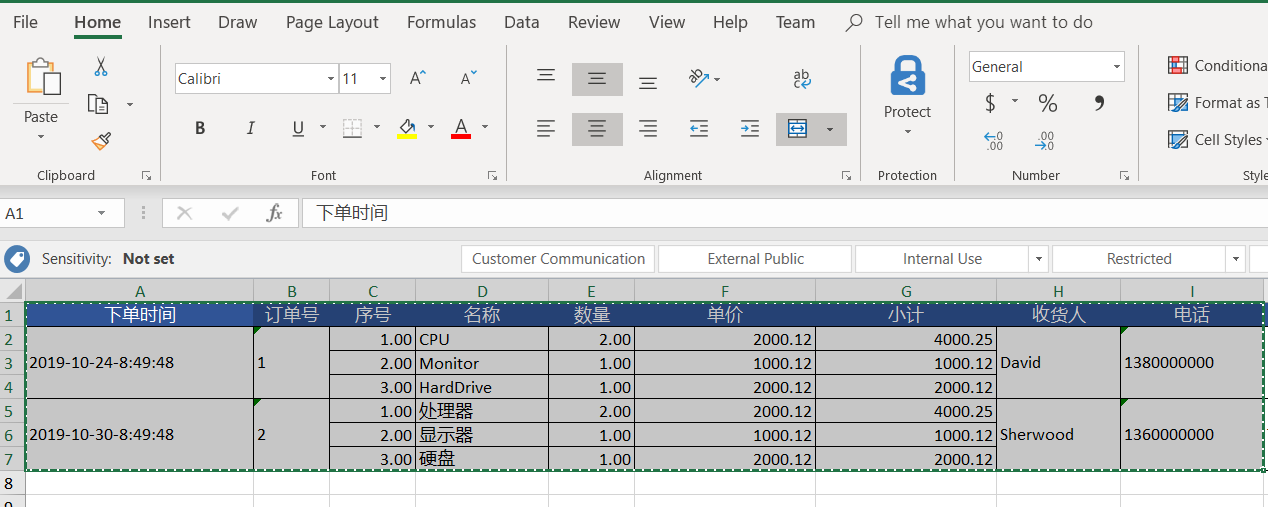 File Home Insert Draw Page Layout Formulas Data Review View Help Team Tell me what you want to do
Paste
Calibri 11 A A
B I U A
ab
ab
Protect
General
$ % ,
.0 .00
.00 .0
Conditiona
Format as T
Cell Styles
Clipboard Font Alignment Protection Number Style
A1 fx 下单时间
Sensitivity: Not set Customer Communication External Public Internal Use Restricted
A B C D E F G H I
1 下单时间 订单号 序号 名称 数量 单价 小计 收货人 电话
2 1.00 CPU 2.00 2000.12 4000.25
3 2019-10-24-8:49:48 1 2.00 Monitor 1.00 1000.12 1000.12 David 1380000000
4 3.00 HardDrive 1.00 2000.12 2000.12
5 1.00 处理器 2.00 2000.12 4000.25
6 2019-10-30-8:49:48 2 2.00 显示器 1.00 1000.12 1000.12 Sherwood 1360000000
7 3.00 硬盘 1.00 2000.12 2000.12
8
9